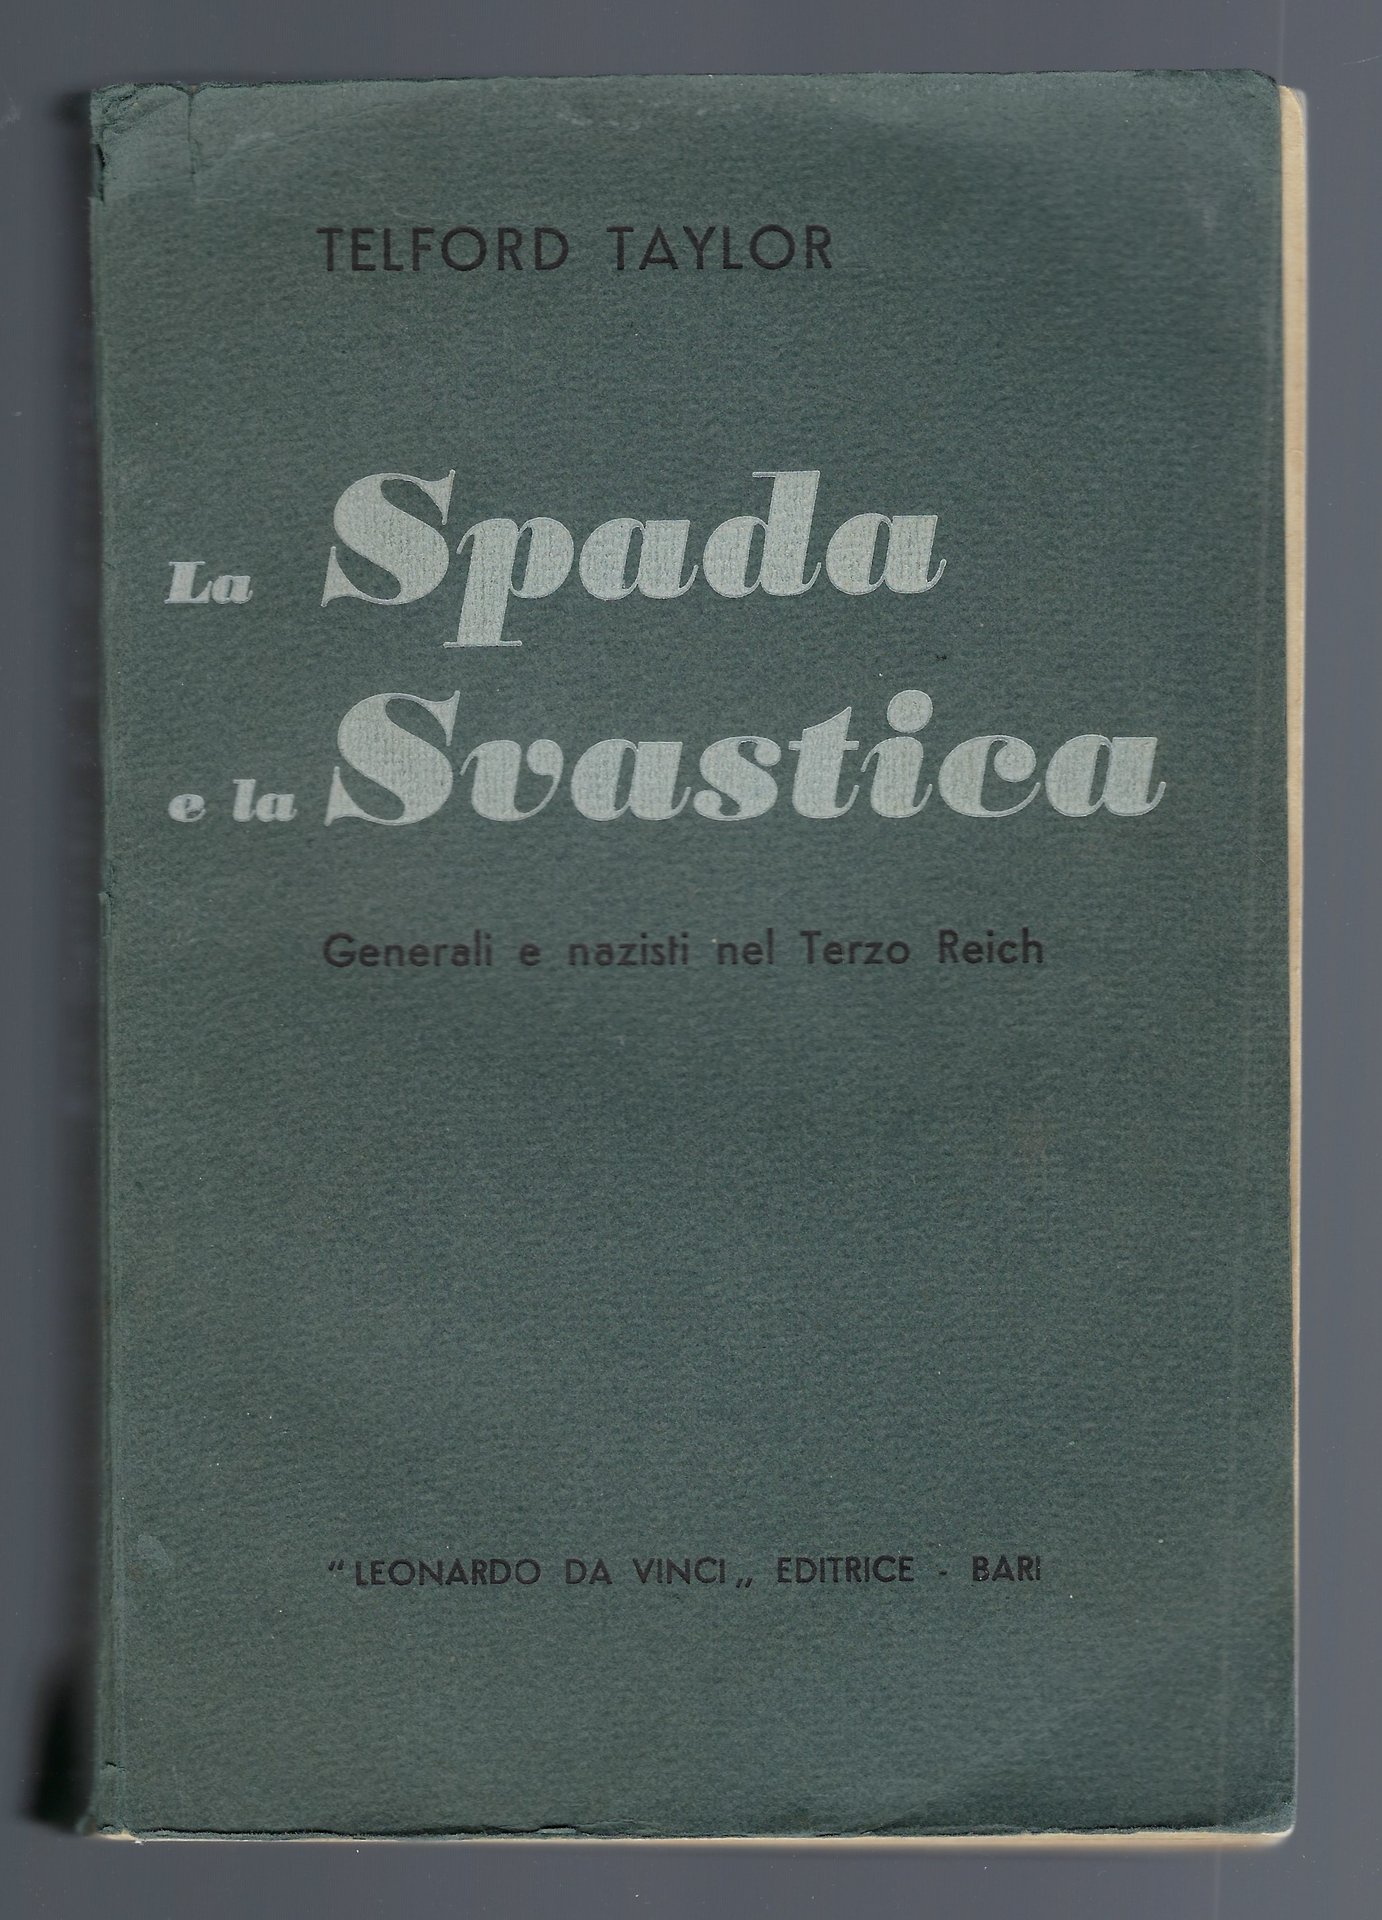 TELFORD TAYLOR
La Spada
e la Svastica
Generali e nazisti nel Terzo Reich
“LEONARDO DA VINCI„ EDITRICE - BARI